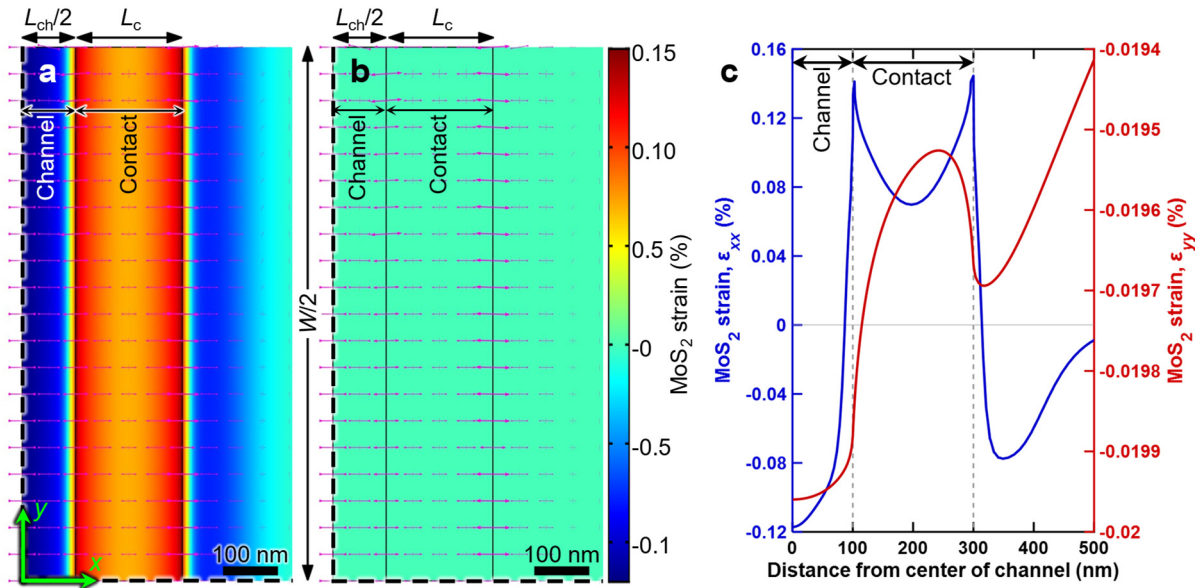 Lch/2
Lc
Lch/2
Lc
a
b
c
Channel
Contact
Channel
Contact
W/2
y
x
100 nm
100 nm
0.15
0.10
0.5
-0
-0.5
-0.1
MoS2 strain (%)
Channel
Contact
0.16
0.12
0.08
0.04
0
-0.04
-0.08
-0.12
MoS2 strain, εxx (%)
-0.0194
-0.0195
-0.0196
-0.0197
-0.0198
-0.0199
-0.02
MoS2 strain, εyy (%)
0 100 200 300 400 500
Distance from center of channel (nm)